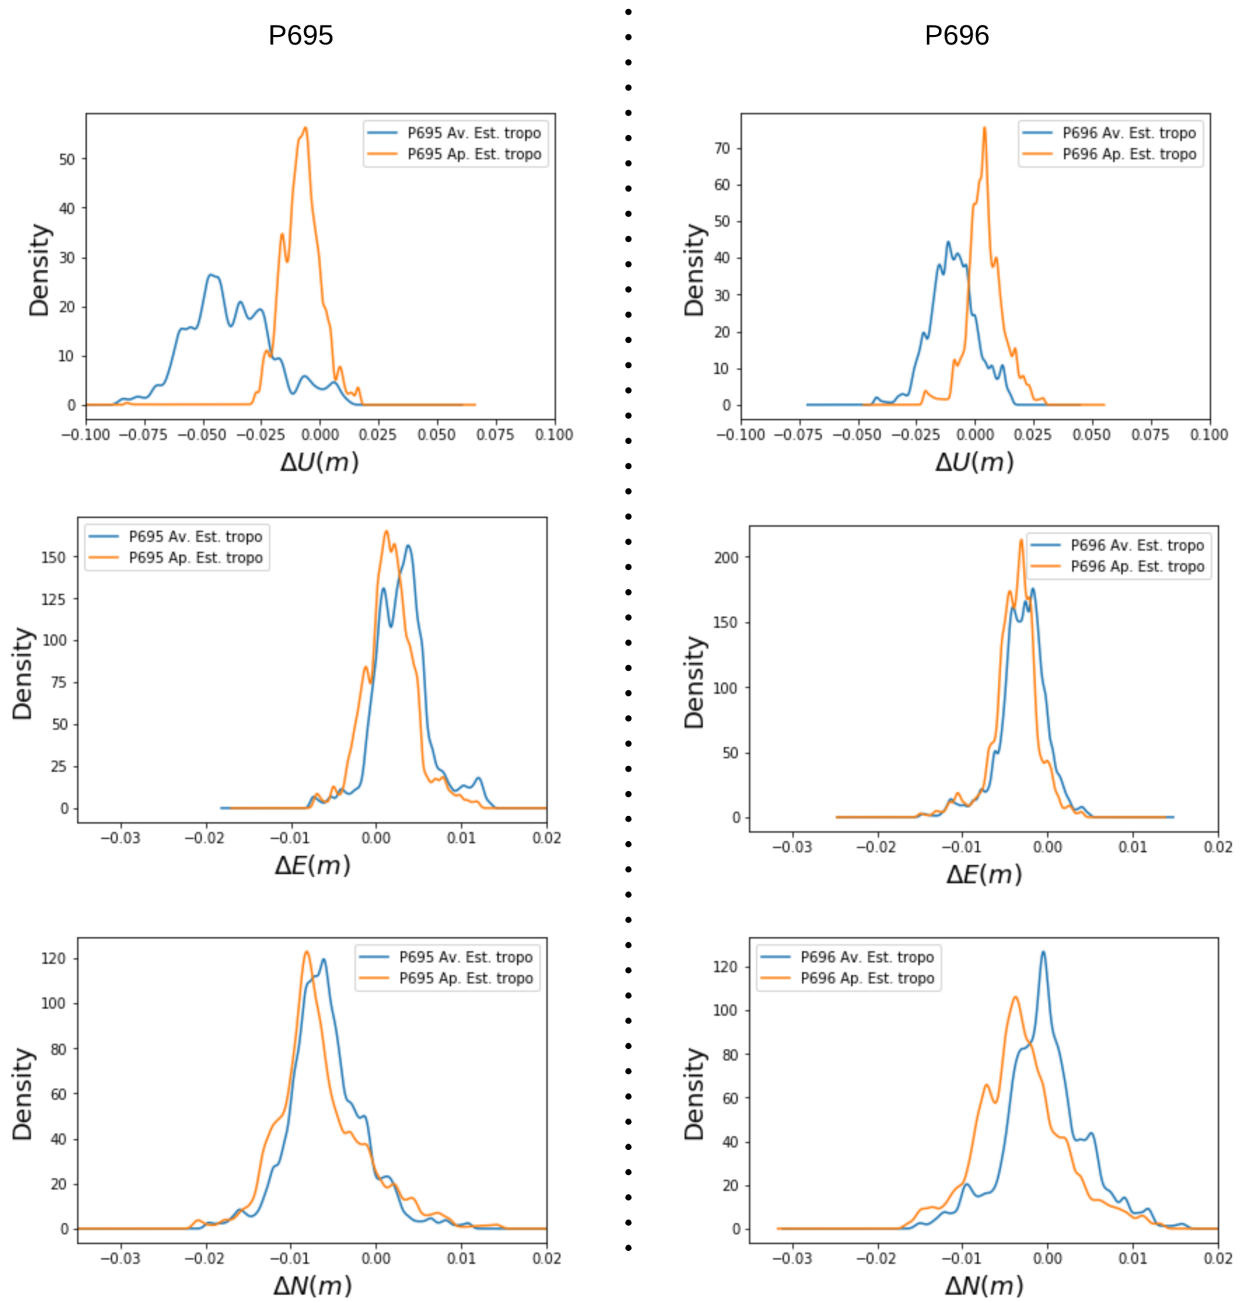 P695
P696
P695 Av. Est. tropo
P695 Ap. Est. tropo
50
40
30
20
10
0
Density
−0.100 −0.075 −0.050 −0.025 0.000 0.025 0.050 0.075 0.100
ΔU(m)
P696 Av. Est. tropo
P696 Ap. Est. tropo
70
60
50
40
30
20
10
0
Density
−0.100 −0.075 −0.050 −0.025 0.000 0.025 0.050 0.075 0.100
ΔU(m)
P695 Av. Est. tropo
P695 Ap. Est. tropo
150
125
100
75
50
25
0
Density
−0.03 −0.02 −0.01 0.00 0.01 0.02
ΔE(m)
P696 Av. Est. tropo
P696 Ap. Est. tropo
200
150
100
50
0
Density
−0.03 −0.02 −0.01 0.00 0.01 0.02
ΔE(m)
P695 Av. Est. tropo
P695 Ap. Est. tropo
120
100
80
60
40
20
0
Density
−0.03 −0.02 −0.01 0.00 0.01 0.02
ΔN(m)
P696 Av. Est. tropo
P696 Ap. Est. tropo
120
100
80
60
40
20
0
Density
−0.03 −0.02 −0.01 0.00 0.01 0.02
ΔN(m)